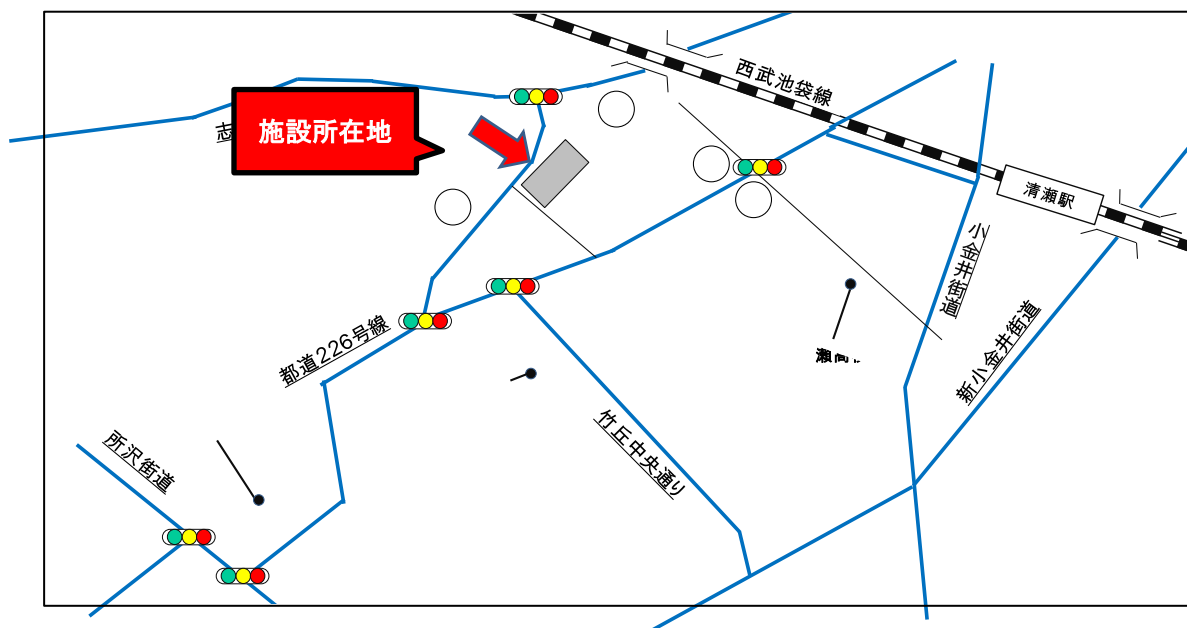 西武池袋線
志
施設所在地
清瀬駅
小金井街道
新小金井街道
都道226号線
竹丘中央通り
所沢街道